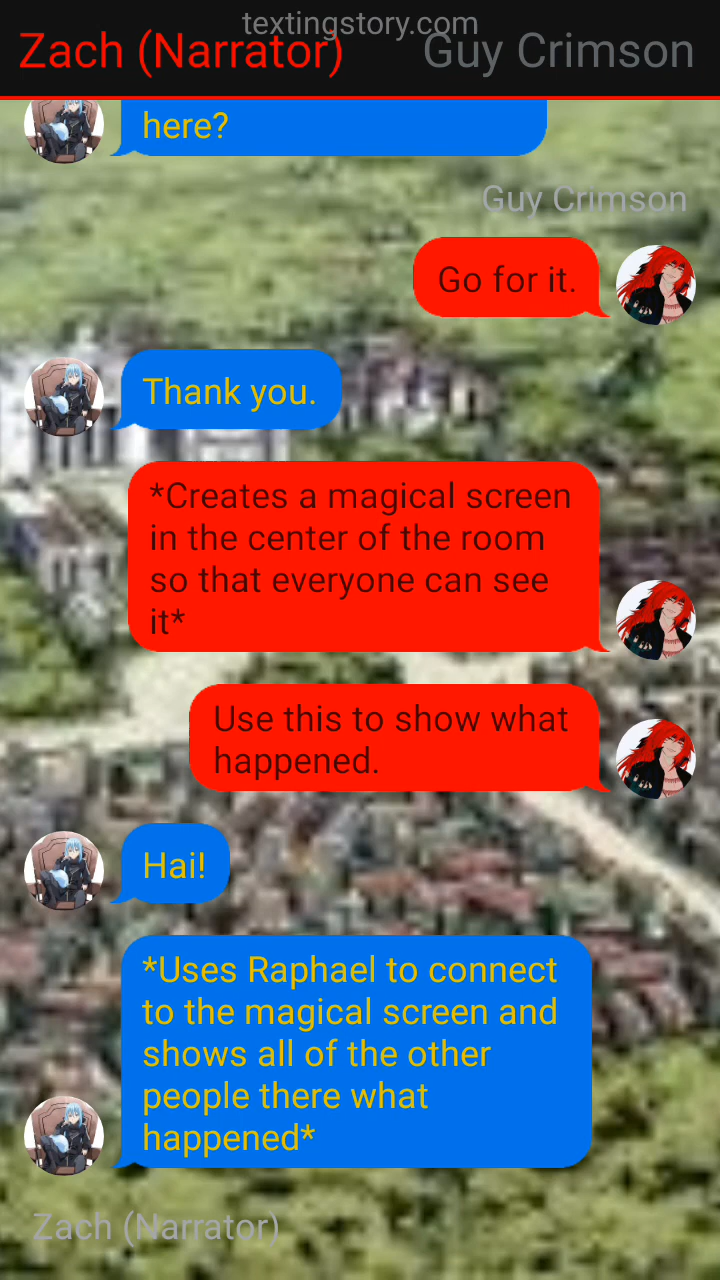 textingstory.com
Zach (Narrator)
Guy Crimson
here?
Guy Crimson
Go for it.
Thank you.
*Creates a magical screen
in the center of the room
so that everyone can see
it*
Use this to show what
happened.
Hai!
*Uses Raphael to connect
to the magical screen and
shows all of the other
people there what
happened*
Zach (Narrator)